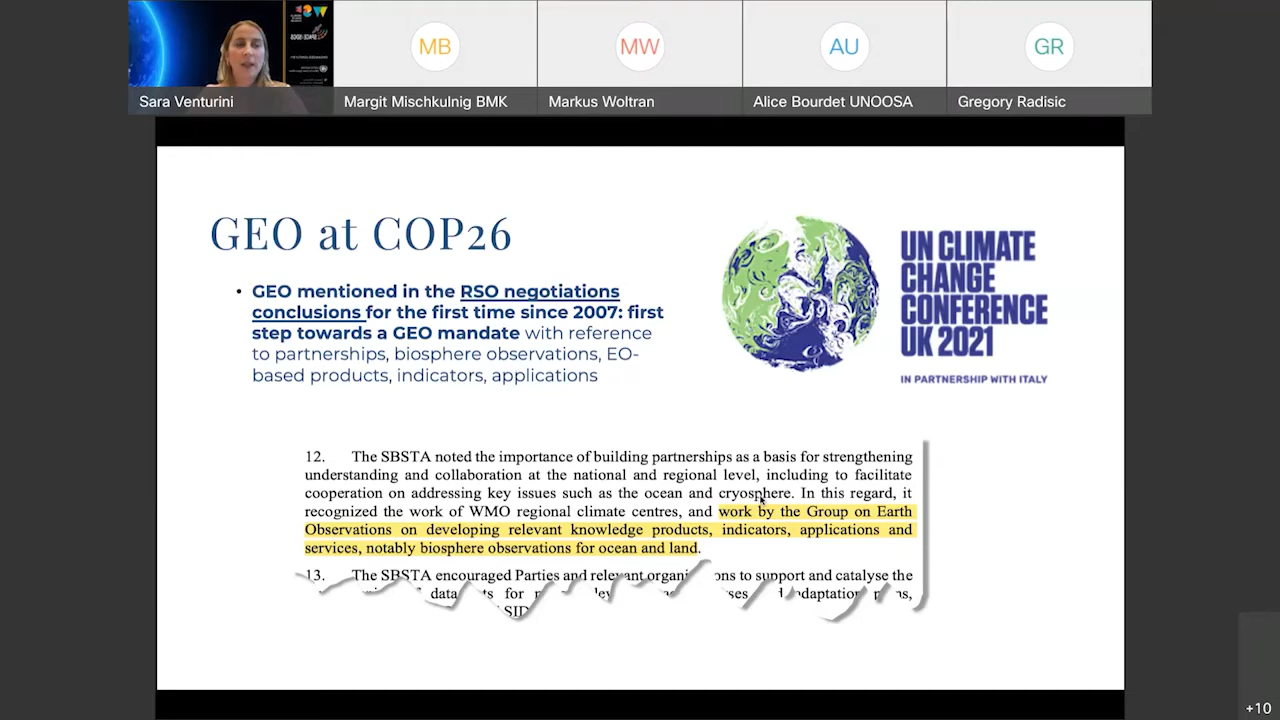 MB
MW
AU
GR
Sara Venturini
Margit Mischkulnig BMK
Markus Woltran
Alice Bourdet UNOOSA
Gregory Radisic
GEO at COP26
• GEO mentioned in the RSO negotiations
conclusions for the first time since 2007: first
step towards a GEO mandate with reference
to partnerships, biosphere observations, EO-
based products, indicators, applications
UN CLIMATE
CHANGE
CONFERENCE
UK 2021
IN PARTNERSHIP WITH ITALY
12. The SBSTA noted the importance of building partnerships as a basis for strengthening
understanding and collaboration at the national and regional level, including to facilitate
cooperation on addressing key issues such as the ocean and cryosphere. In this regard, it
recognized the work of WMO regional climate centres, and work by the Group on Earth
Observations on developing relevant knowledge products, indicators, applications and
services, notably biosphere observations for ocean and land.
13. The SBSTA encouraged Parties and relevant to support and catalyse the
for
+10